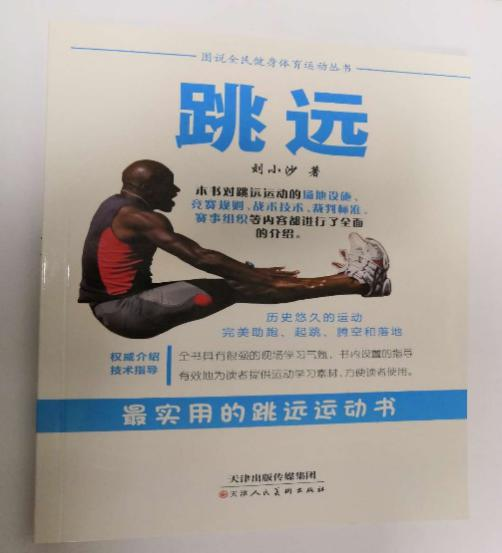 图说全民健身体育运动丛书
跳远
刘小沙 著
本书对跳远运动的场地设施、
竞赛规则、战术技术、裁判标准、
赛事组织等内容都进行了全面
的介绍。
历史悠久的运动
完美助跑、起跳、腾空和落地
权威介绍
技术指导
全书具有很强的现场学习气氛，书内设置的指导
有效地为读者提供运动学习素材，方便读者使用。
最实用的跳远运动书
天津出版传媒集团
天津人民美术出版社